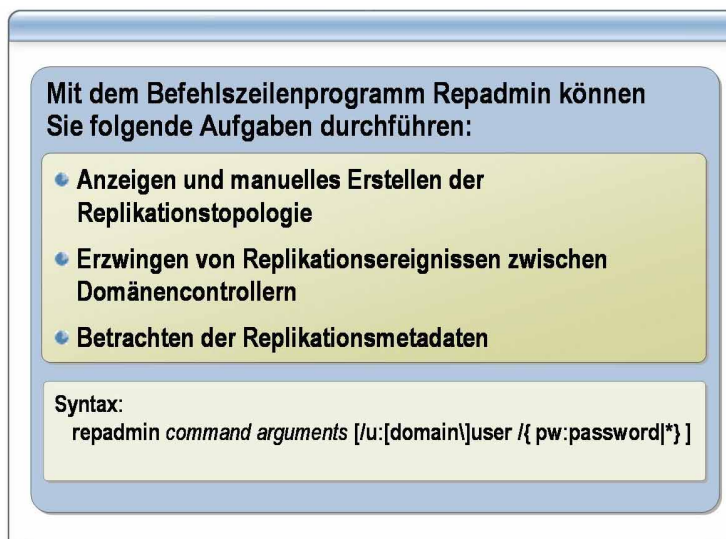 Mit dem Befehlszeilenprogramm Repadmin können
Sie folgende Aufgaben durchführen:
Anzeigen und manuelles Erstellen der
Replikationstopologie
Erzwingen von Replikationsereignissen zwischen
Domänencontrollern
Betrachten der Replikationsmetadaten
Syntax:
repadmin command arguments [/u:[domain\]user /{ pw:password|*} ]